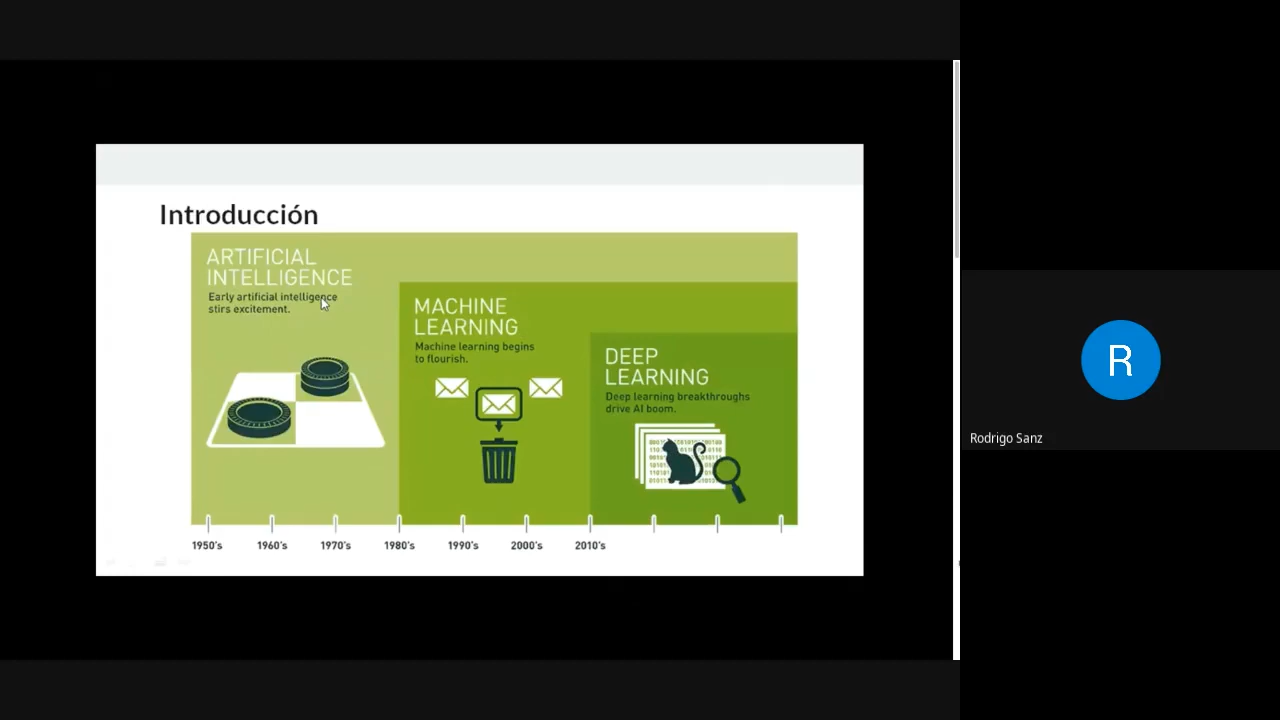 Introducción
ARTIFICIAL
INTELLIGENCE
Early artificial intelligence
stirs excitement.
MACHINE
LEARNING
Machine learning begins
to flourish.
DEEP
LEARNING
Deep learning breakthroughs
drive AI boom.
1950's
1960's
1970's
1980's
1990's
2000's
2010's
R
Rodrigo Sanz